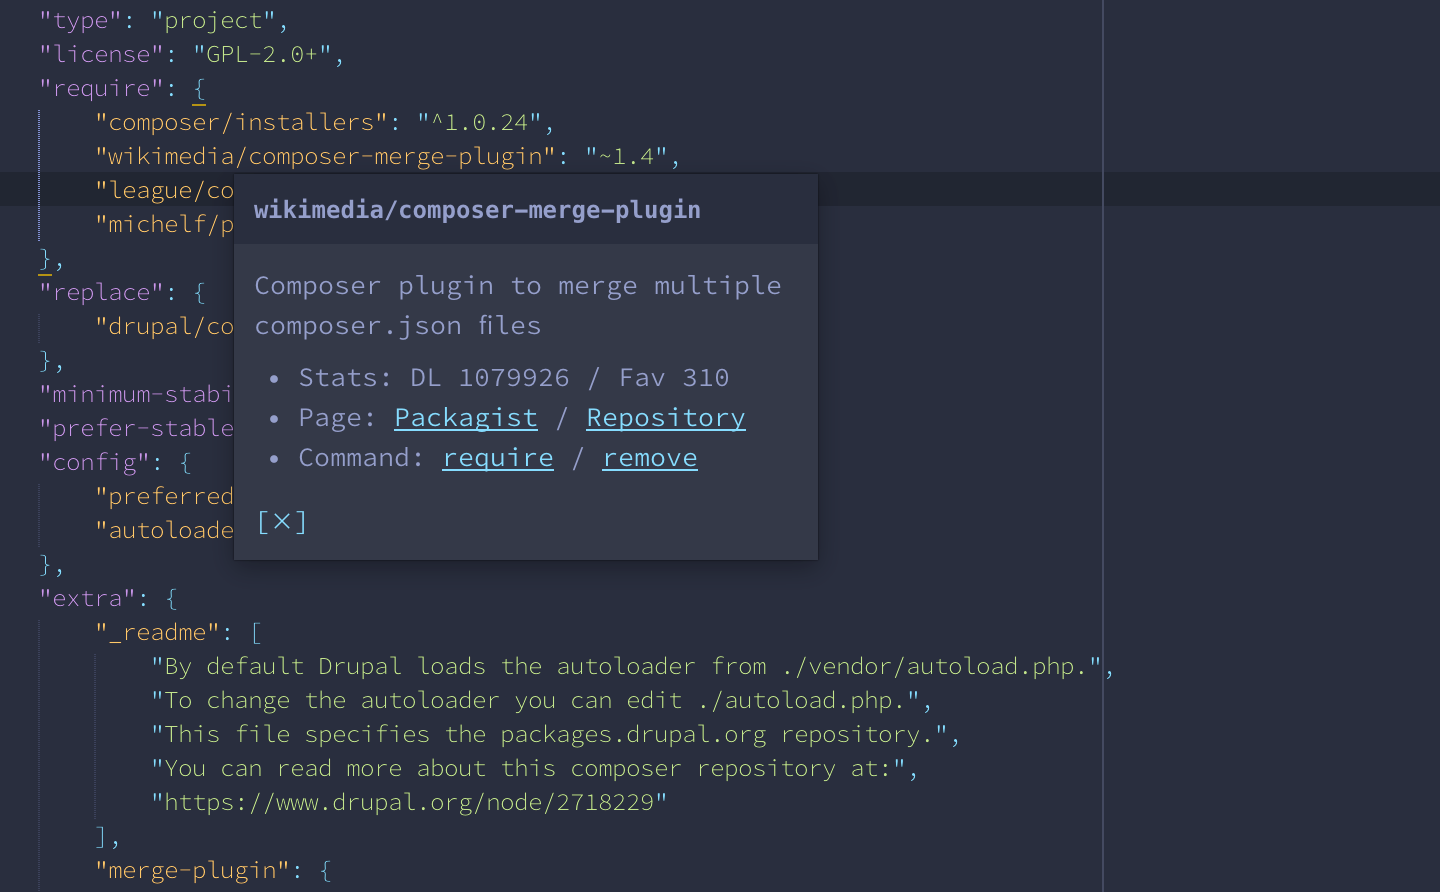 "type": "project",
"license": "GPL-2.0+",
"require": {
"composer/installers": "^1.0.24",
"wikimedia/composer-merge-plugin": "~1.4",
"league/co
"michelf/p
},
"replace": {
"drupal/co
},
"minimum-stabi
"prefer-stable
"config": {
"preferred
"autoloade
},
wikimedia/composer-merge-plugin
Composer plugin to merge multiple
composer.json files
• Stats: DL 1079926 / Fav 310
• Page: Packagist / Repository
• Command: require / remove
[×]
"extra": {
"_readme": [
"By default Drupal loads the autoloader from ./vendor/autoload.php.",
"To change the autoloader you can edit ./autoload.php.",
"This file specifies the packages.drupal.org repository.",
"You can read more about this composer repository at:",
"https://www.drupal.org/node/2718229"
],
"merge-plugin": {